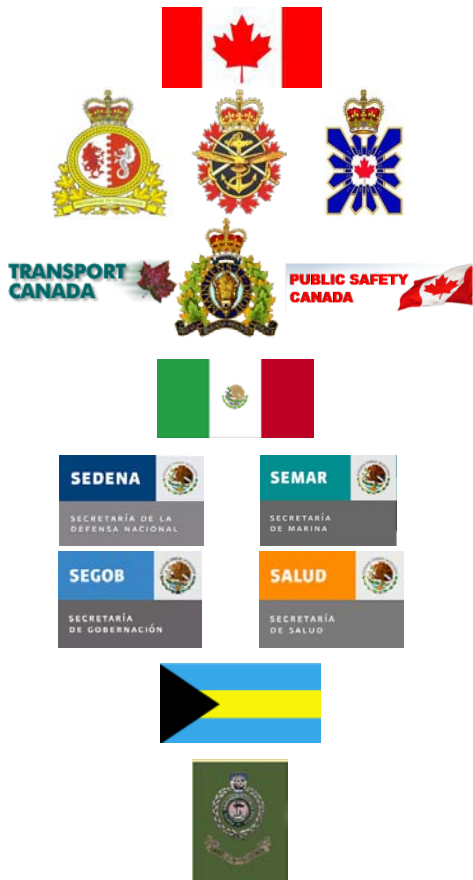 TRANSPORT
CANADA
PUBLIC SAFETY
CANADA
SEDENA
SECRETARÍA DE LA
DEFENSA NACIONAL
SEMAR
SECRETARÍA
DE MARINA
SEGOB
SECRETARÍA
DE GOBERNACIÓN
SALUD
SECRETARÍA
DE SALUD